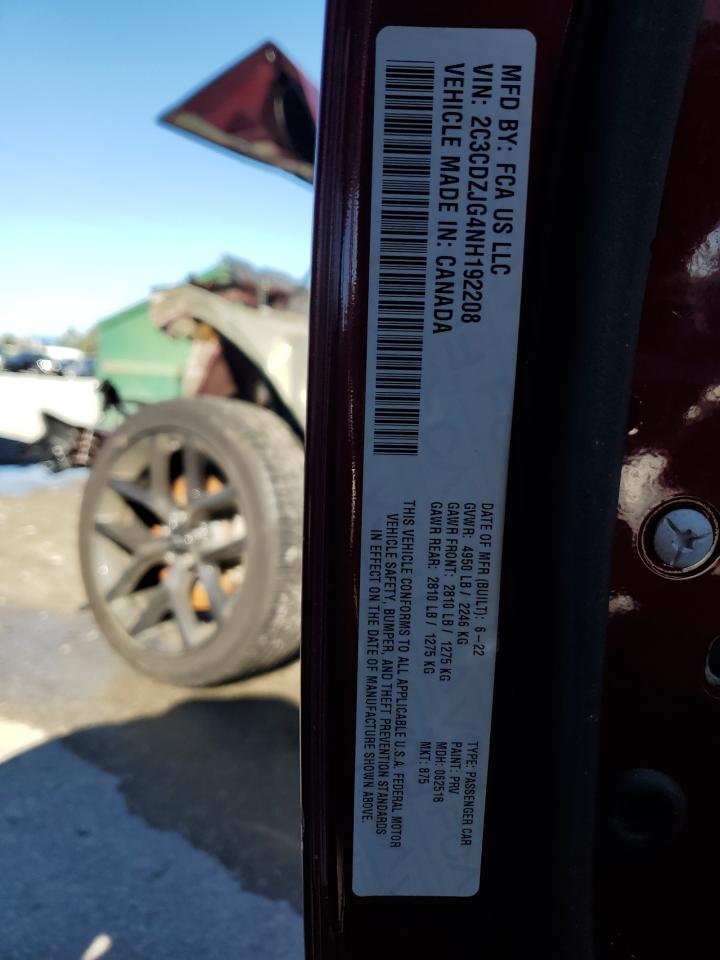 MFD BY: FCA US LLC
VIN: 2C3CDZJG4NH192208
VEHICLE MADE IN: CANADA
DATE OF MFR (BUILT): 6-22
GVWR: 4950 LB / 2246 KG
GAWR FRONT: 2810 LB / 1275 KG
GAWR REAR: 2810 LB / 1275 KG
THIS VEHICLE CONFORMS TO ALL APPLICABLE U.S.A. FEDERAL MOTOR
VEHICLE SAFETY, BUMPER, AND THEFT PREVENTION STANDARDS
IN EFFECT ON THE DATE OF MANUFACTURE SHOWN ABOVE.
TYPE: PASSENGER CAR
PAINT: PRV
MDH: 062518
MKT: 875